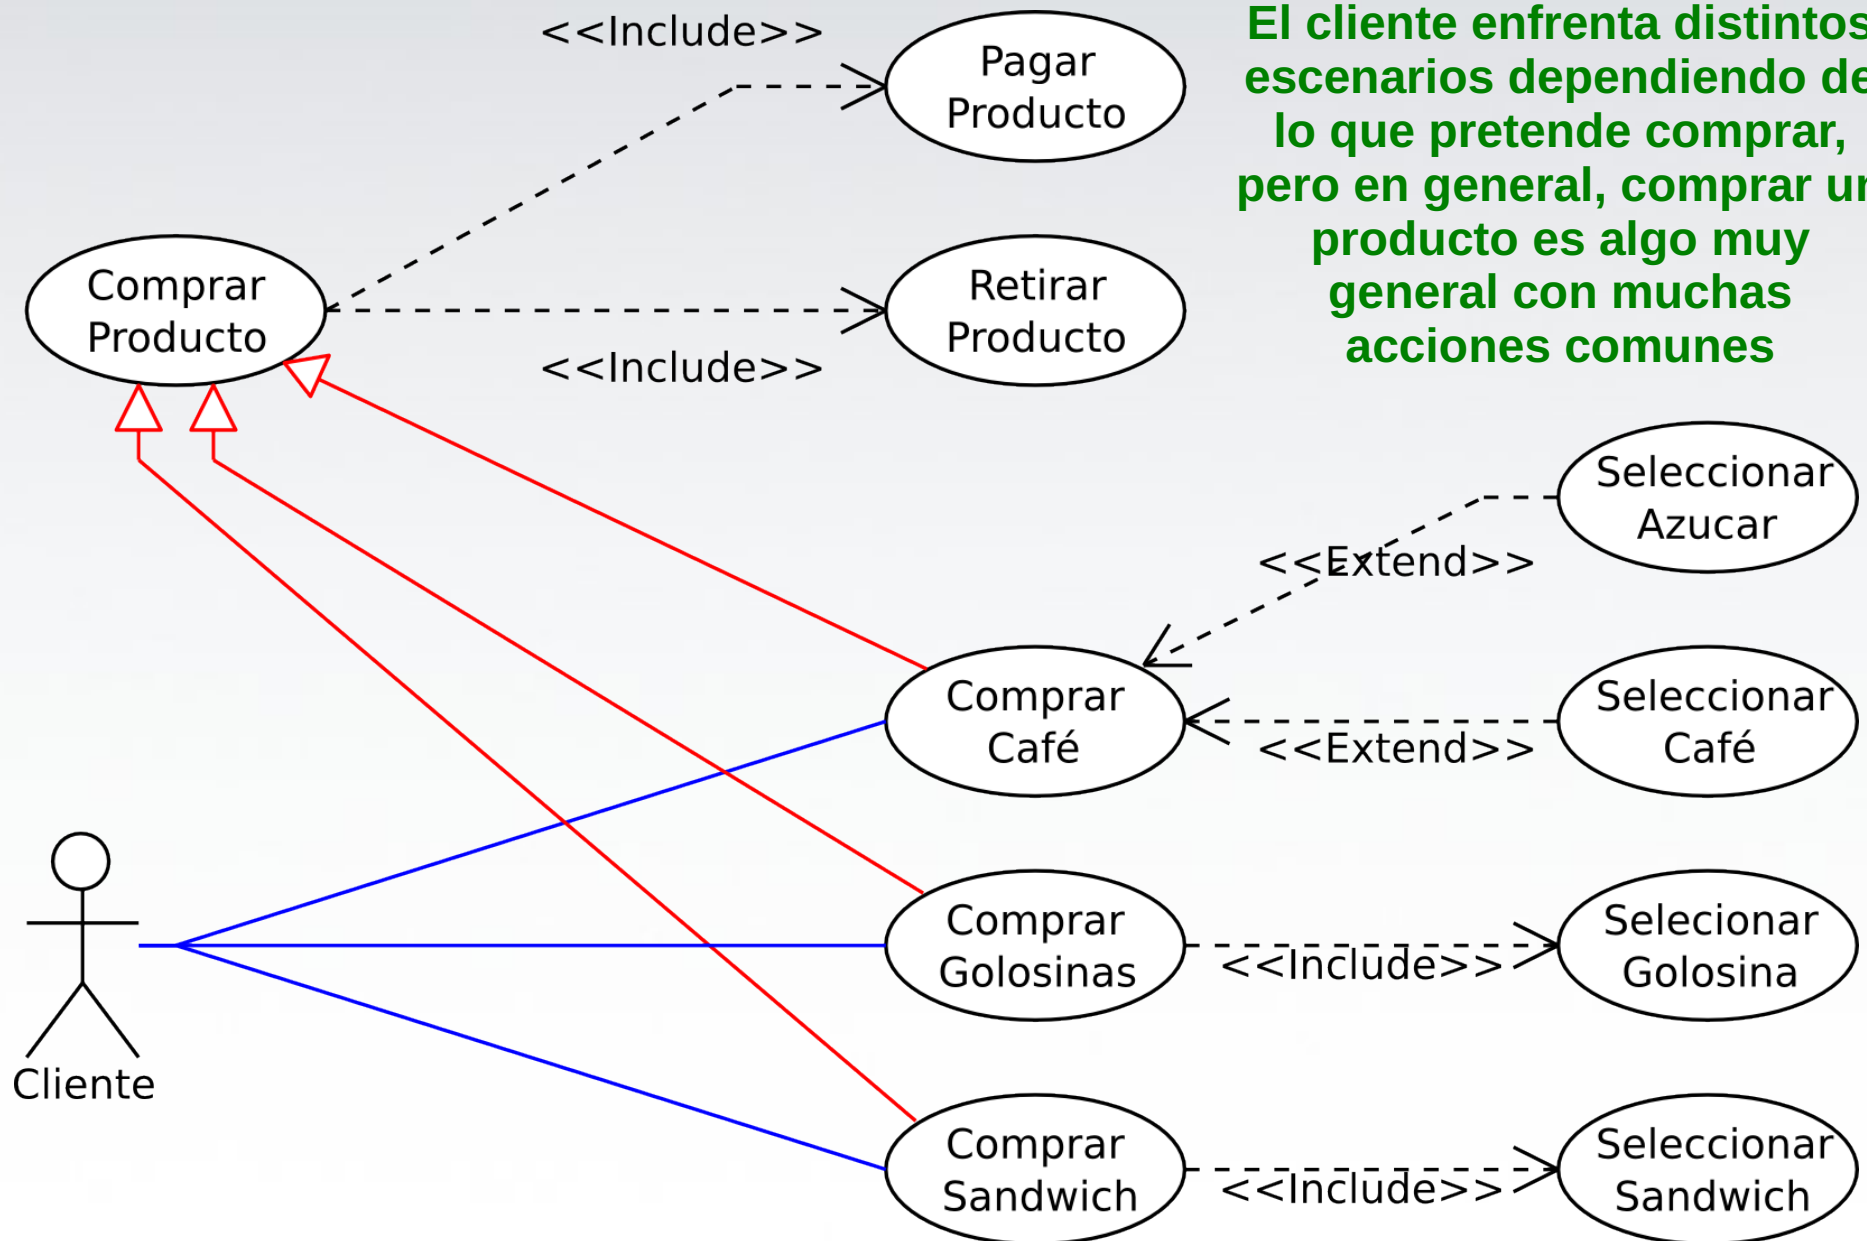 <<Include>>
Pagar
Producto
El cliente enfrenta distintos
escenarios dependiendo de
lo que pretende comprar,
pero en general, comprar un
producto es algo muy
general con muchas
acciones comunes
Comprar
Producto
Retirar
Producto
<<Include>>
Seleccionar
Azucar
<<Extend>>
Comprar
Café
<<Extend>>
Seleccionar
Café
Cliente
Comprar
Golosinas
<<Include>>
Selecionar
Golosina
Comprar
Sandwich
<<Include>>
Seleccionar
Sandwich